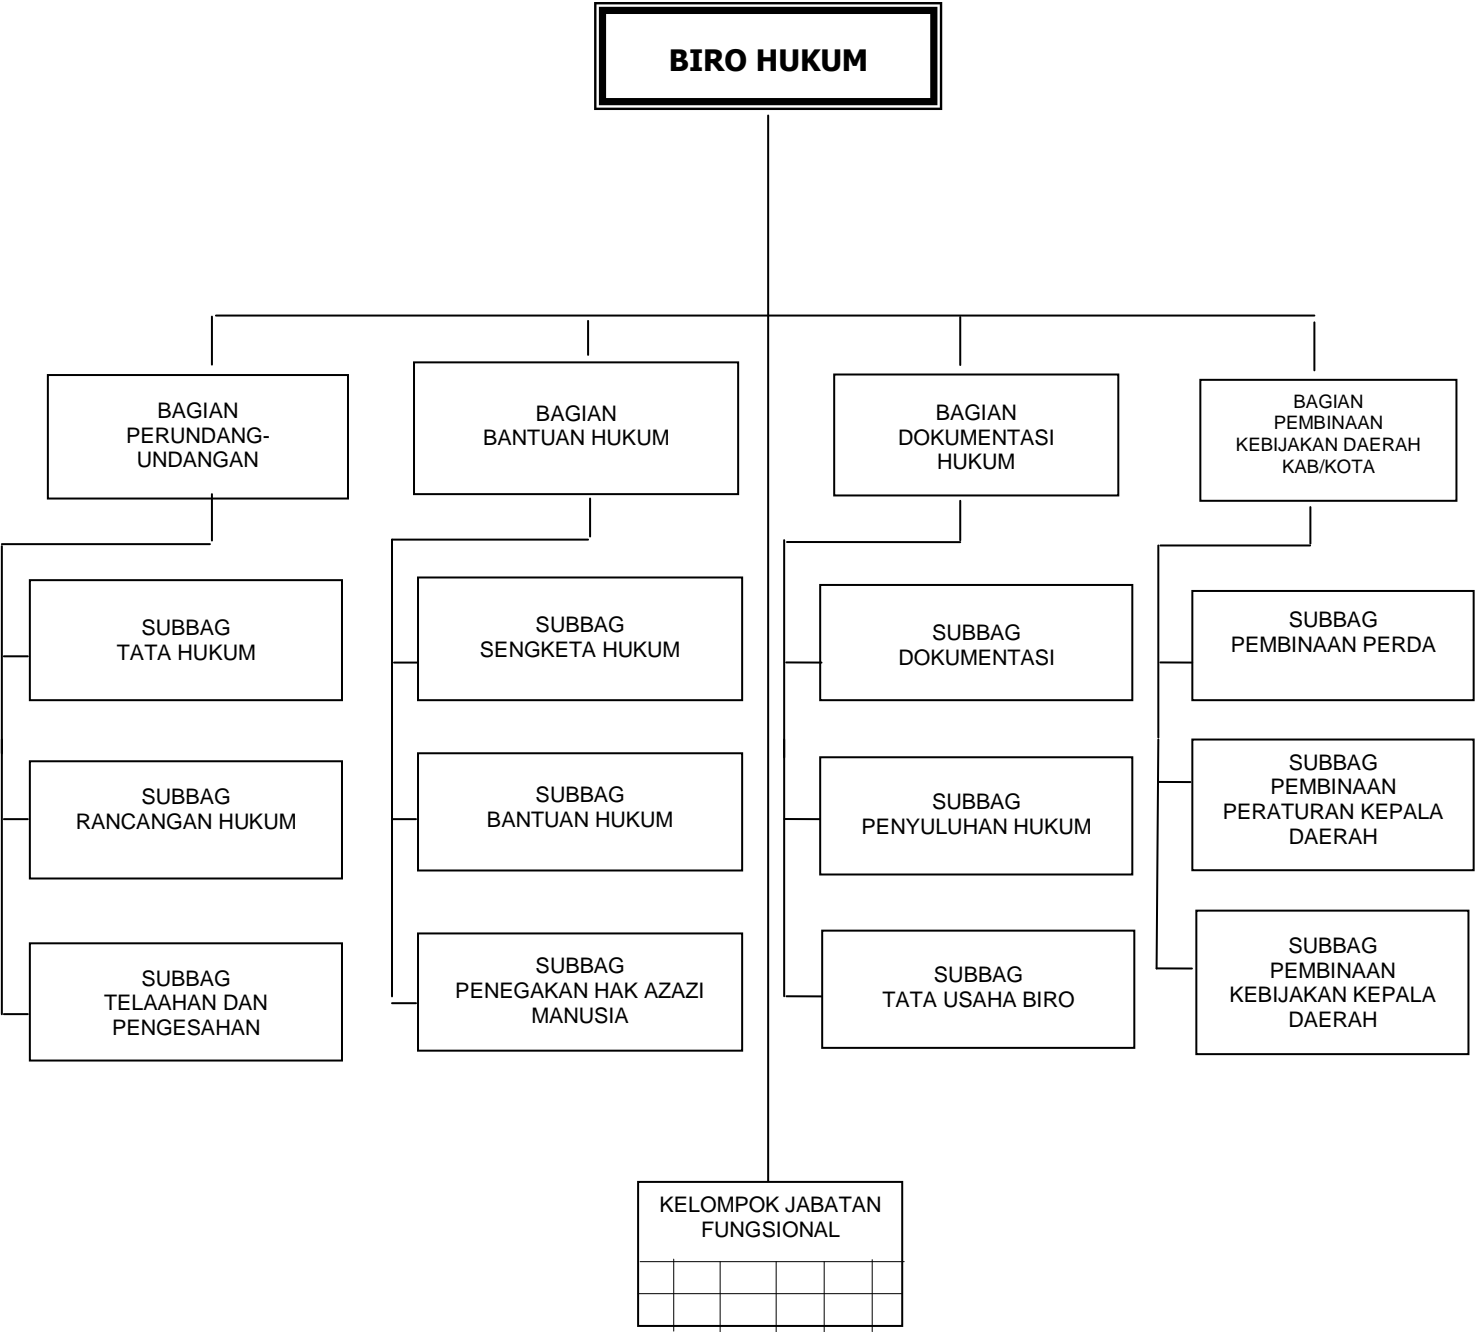 BIRO HUKUM
BAGIAN
PERUNDANG-
UNDANGAN
BAGIAN
BANTUAN HUKUM
BAGIAN
DOKUMENTASI
HUKUM
BAGIAN
PEMBINAAN
KEBIJAKAN DAERAH
KAB/KOTA
SUBBAG
TATA HUKUM
SUBBAG
SENGKETA HUKUM
SUBBAG
DOKUMENTASI
SUBBAG
PEMBINAAN PERDA
SUBBAG
RANCANGAN HUKUM
SUBBAG
BANTUAN HUKUM
SUBBAG
PENYULUHAN HUKUM
SUBBAG
PEMBINAAN
PERATURAN KEPALA
DAERAH
SUBBAG
TELAAHAN DAN
PENGESAHAN
SUBBAG
PENEGAKAN HAK AZAZI
MANUSIA
SUBBAG
TATA USAHA BIRO
SUBBAG
PEMBINAAN
KEBIJAKAN KEPALA
DAERAH
KELOMPOK JABATAN
FUNGSIONAL